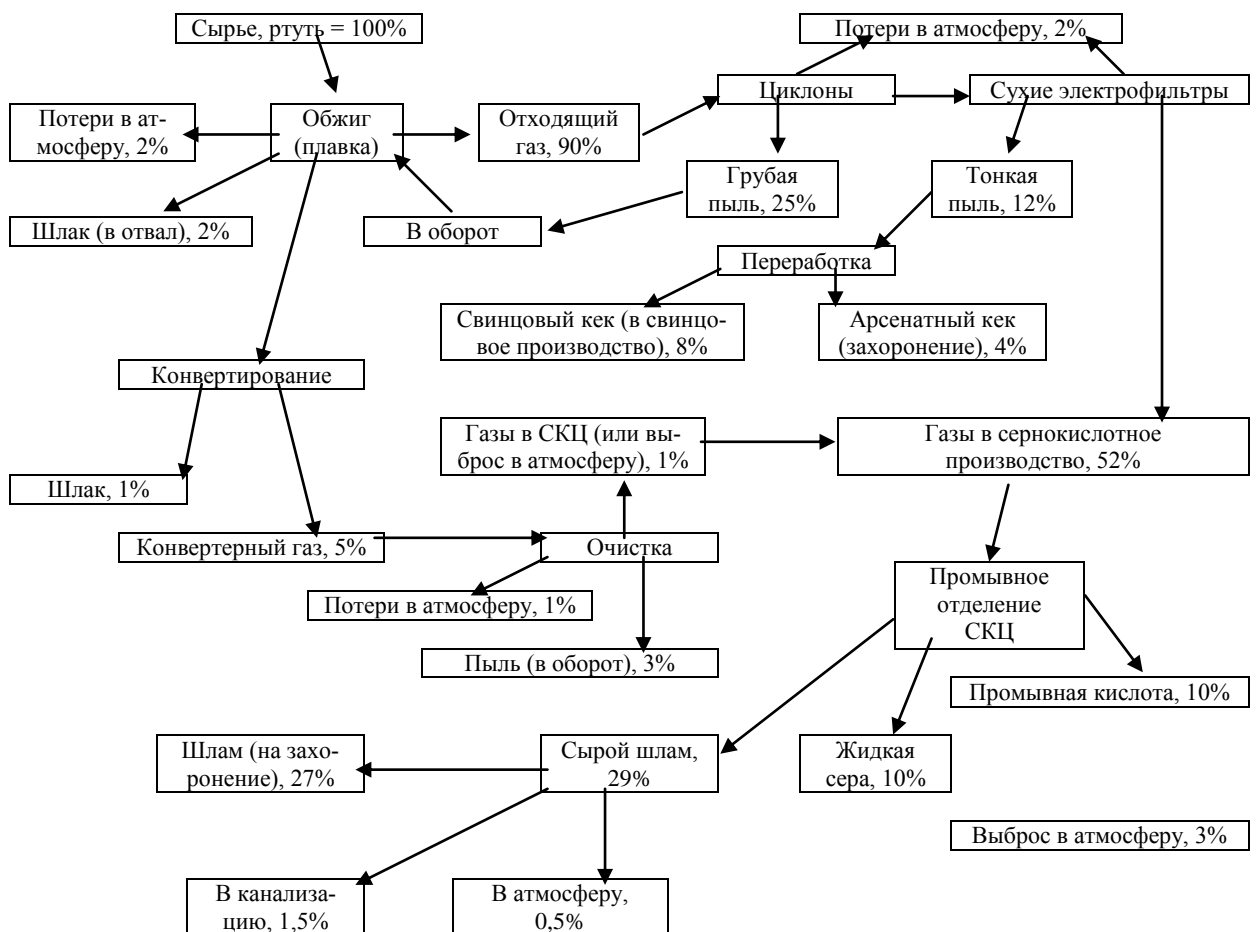 Сырье, ртуть = 100%
Потери в атмосферу, 2%
Циклоны
Сухие электрофильтры
Потери в ат-
мосферу, 2%
Обжиг
(плавка)
Отходящий
газ, 90%
Грубая
пыль, 25%
Тонкая
пыль, 12%
Шлак (в отвал), 2%
В оборот
Переработка
Свинцовый кек (в свинцо-
вое производство), 8%
Арсенатный кек
(захоронение), 4%
Конвертирование
Газы в СКЦ (или вы-
брос в атмосферу), 1%
Газы в сернокислотное
производство, 52%
Шлак, 1%
Конвертерный газ, 5%
Очистка
Промывное
отделение
СКЦ
Потери в атмосферу, 1%
Пыль (в оборот), 3%
Промывная кислота, 10%
Шлам (на захо-
ронение), 27%
Сырой шлам,
29%
Жидкая
сера, 10%
Выброс в атмосферу, 3%
В канализа-
цию, 1,5%
В атмосферу,
0,5%